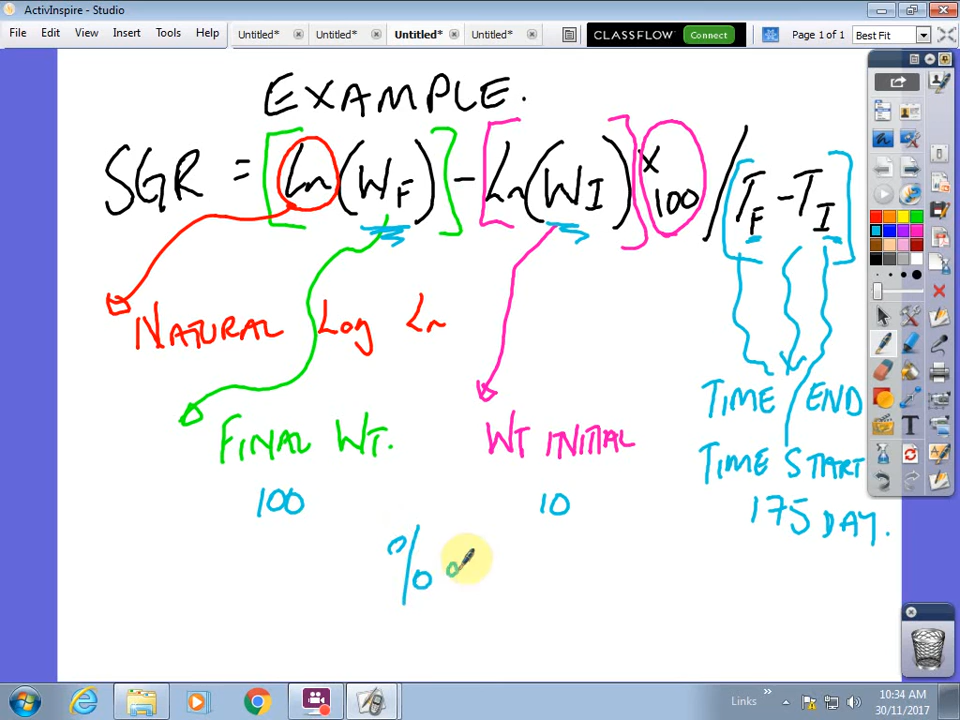 ActivInspire - Studio
File Edit View Insert Tools Help Untitled* Untitled* Untitled* Untitled* CLASSFLOW Connect Page 1 of 1 Best Fit
EXAMPLE.
SGR = [Ln(WF)] - [Ln(WI)] x 100 / [TF - TI]
NATURAL Log Ln
TIME END
FINAL WT.
WT INITIAL
TIME START
100
10
175 DAY.
%
Links
10:34 AM
30/11/2017